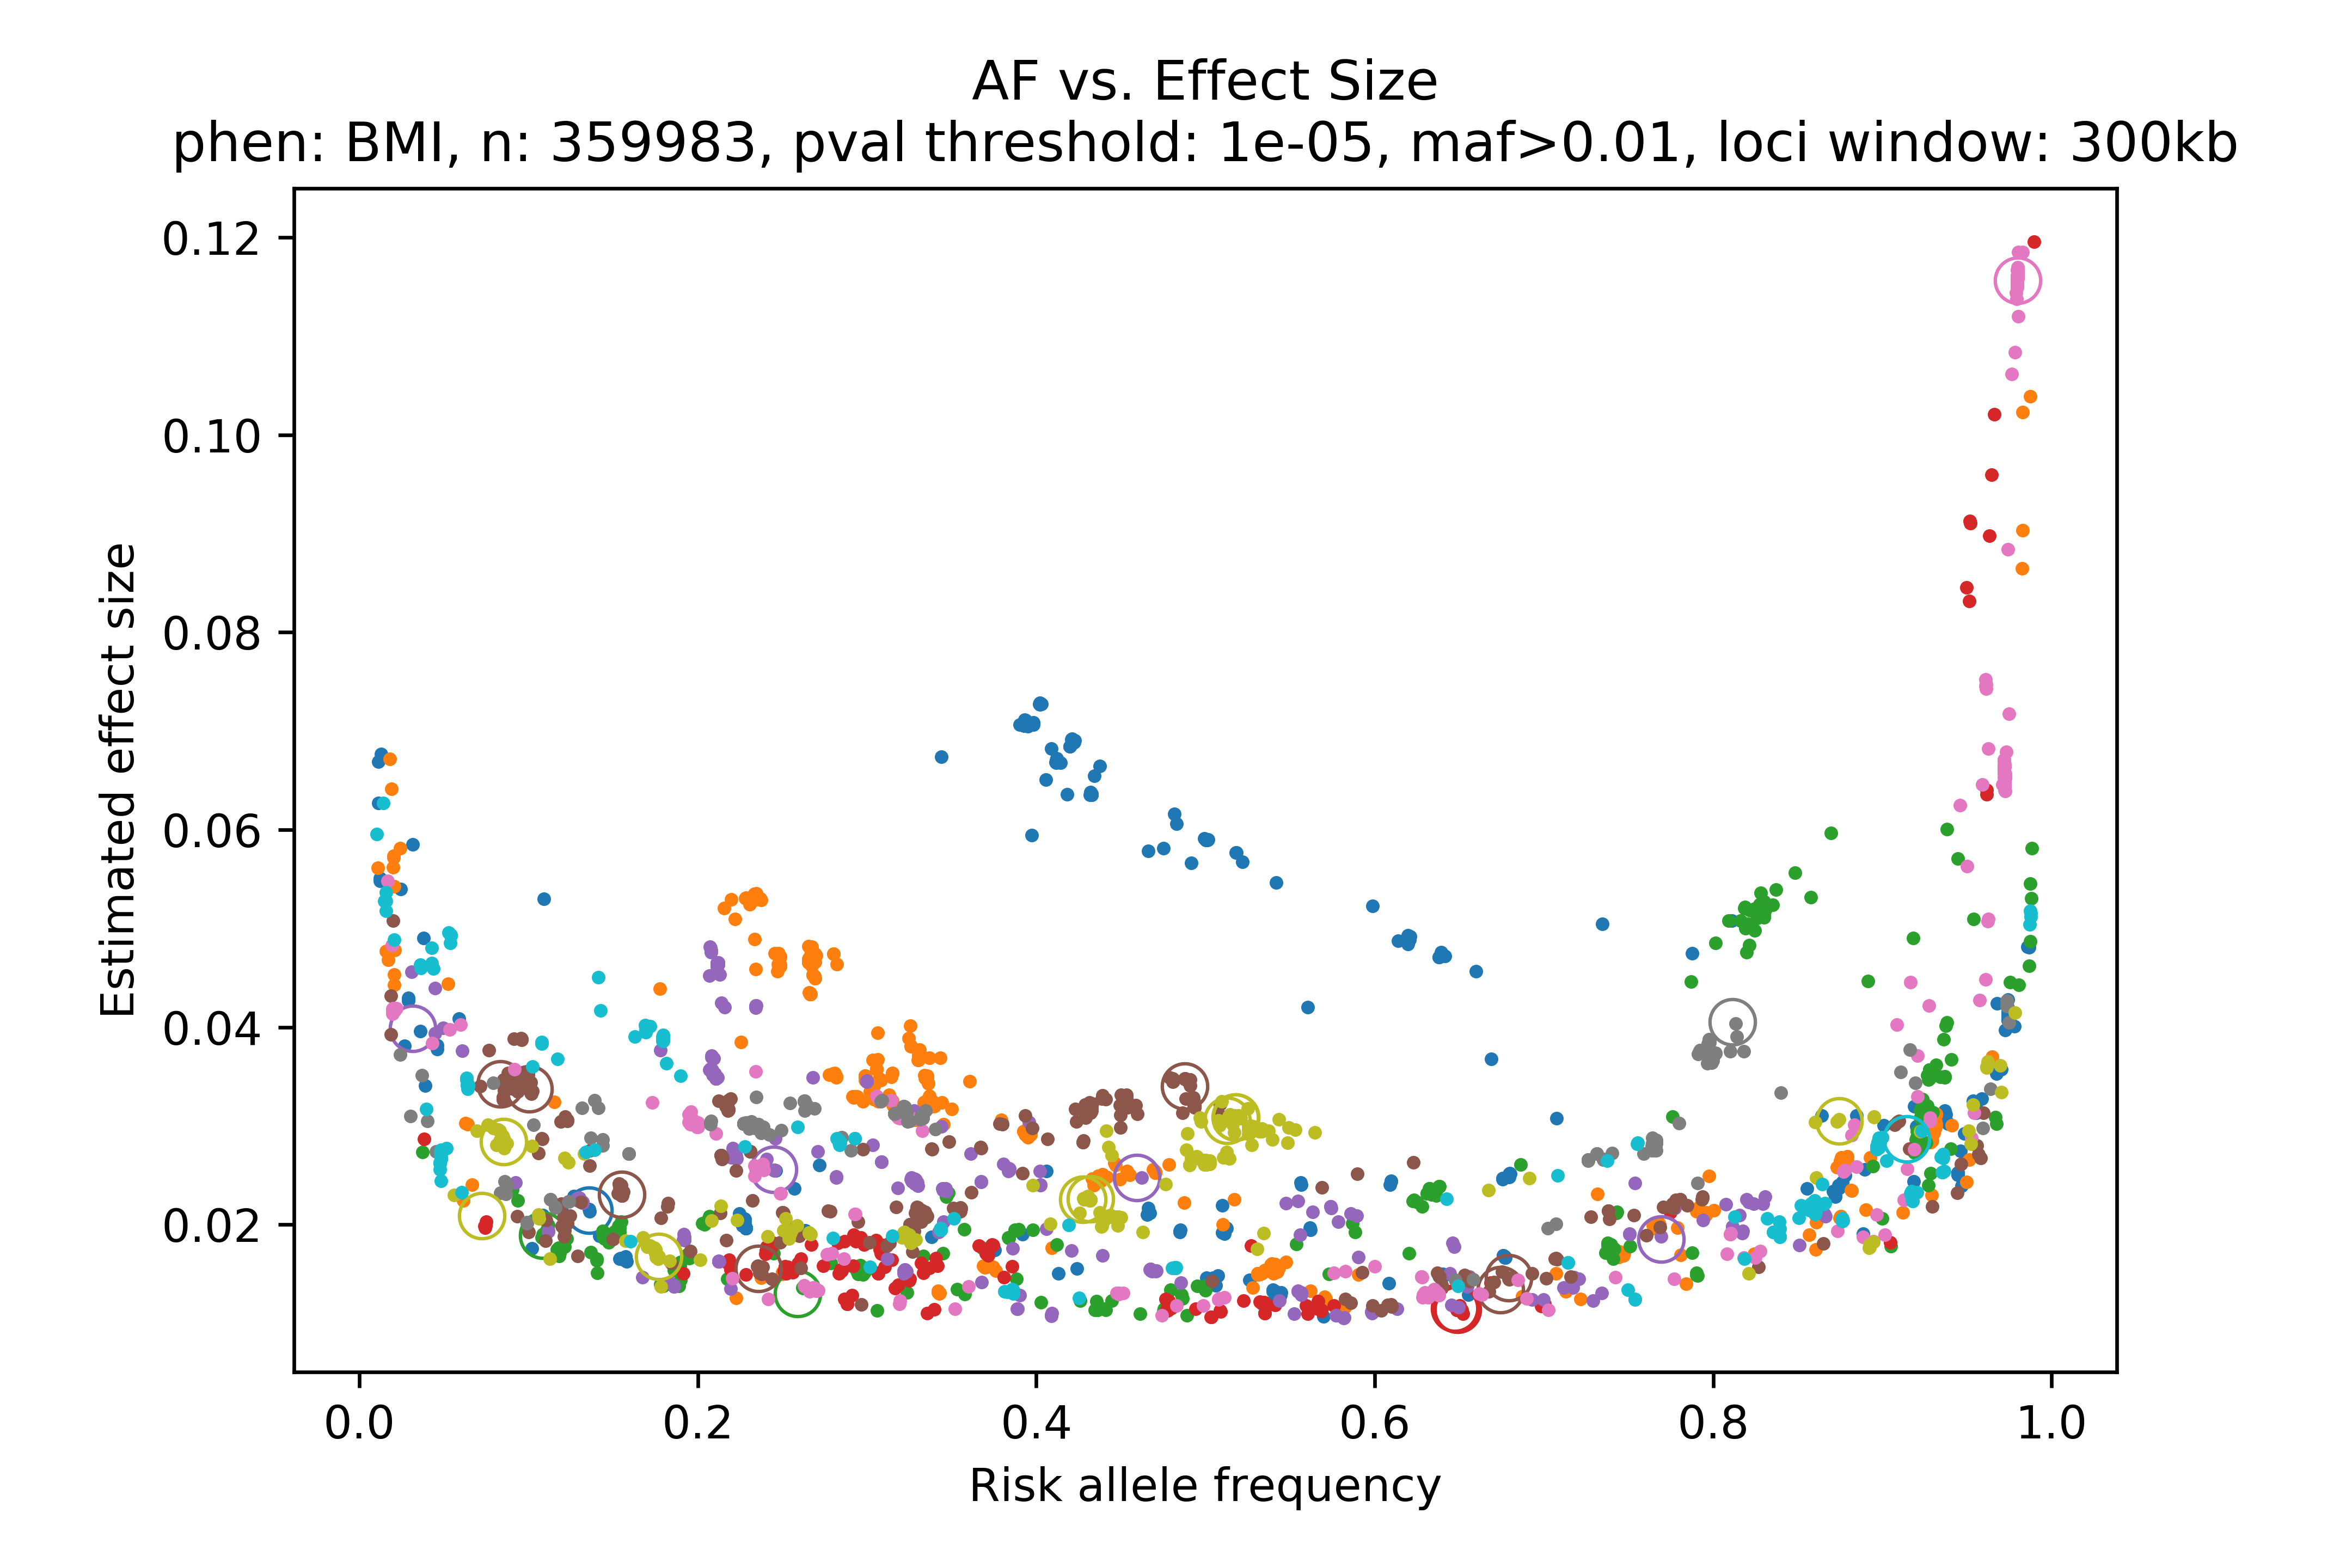 AF vs. Effect Size
phen: BMI, n: 359983, pval threshold: 1e-05, maf>0.01, loci window: 300kb
0.12
0.10
0.08
0.06
0.04
0.02
Estimated effect size
0.0 0.2 0.4 0.6 0.8 1.0
Risk allele frequency